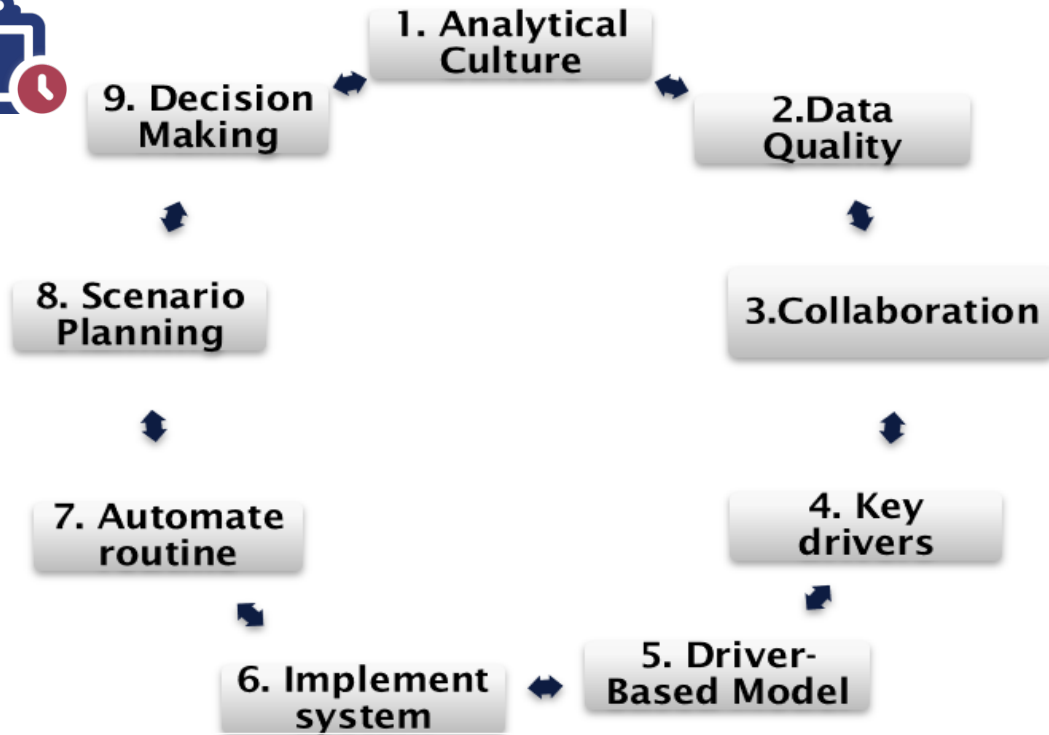 1. Analytical
Culture
2.Data
Quality
3.Collaboration
4. Key
drivers
5. Driver-
Based Model
6. Implement
system
7. Automate
routine
8. Scenario
Planning
9. Decision
Making